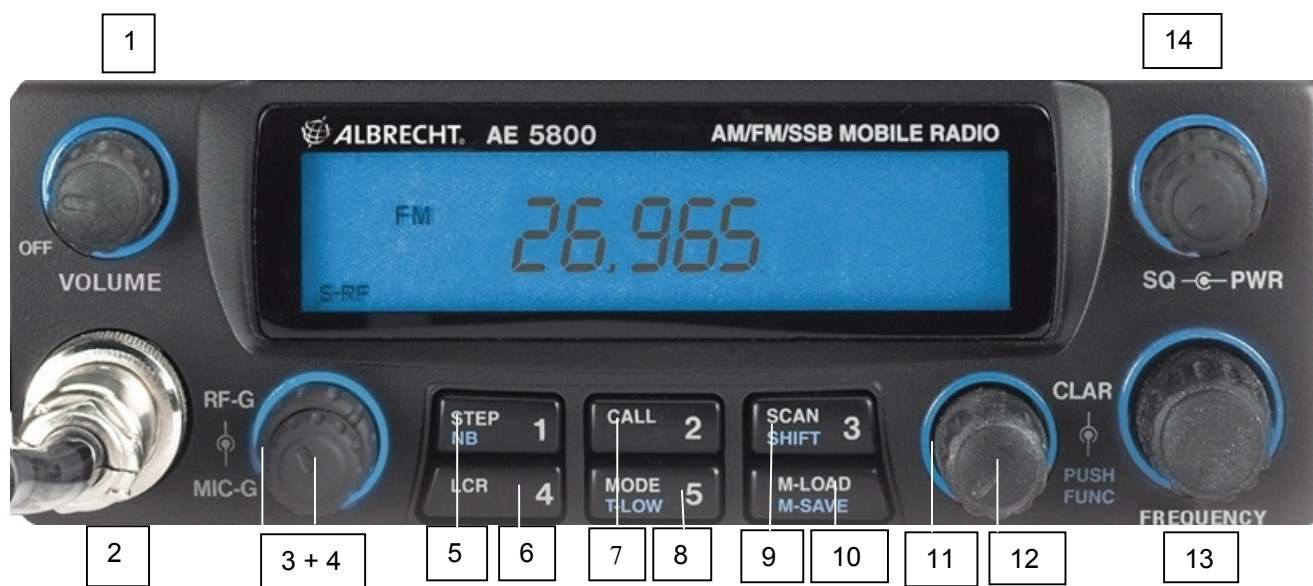 1
14
ALBRECHT® AE 5800 AM/FM/SSB MOBILE RADIO
FM 26.965
S-RF
OFF
VOLUME
SQ PWR
RF-G
MIC-G
STEP
NB 1
CALL 2
SCAN
SHIFT 3
LCR 4
MODE
T-LOW 5
M-LOAD
M-SAVE
CLAR
PUSH
FUNC
FREQUENCY
2
3 + 4
5
6
7
8
9
10
11
12
13